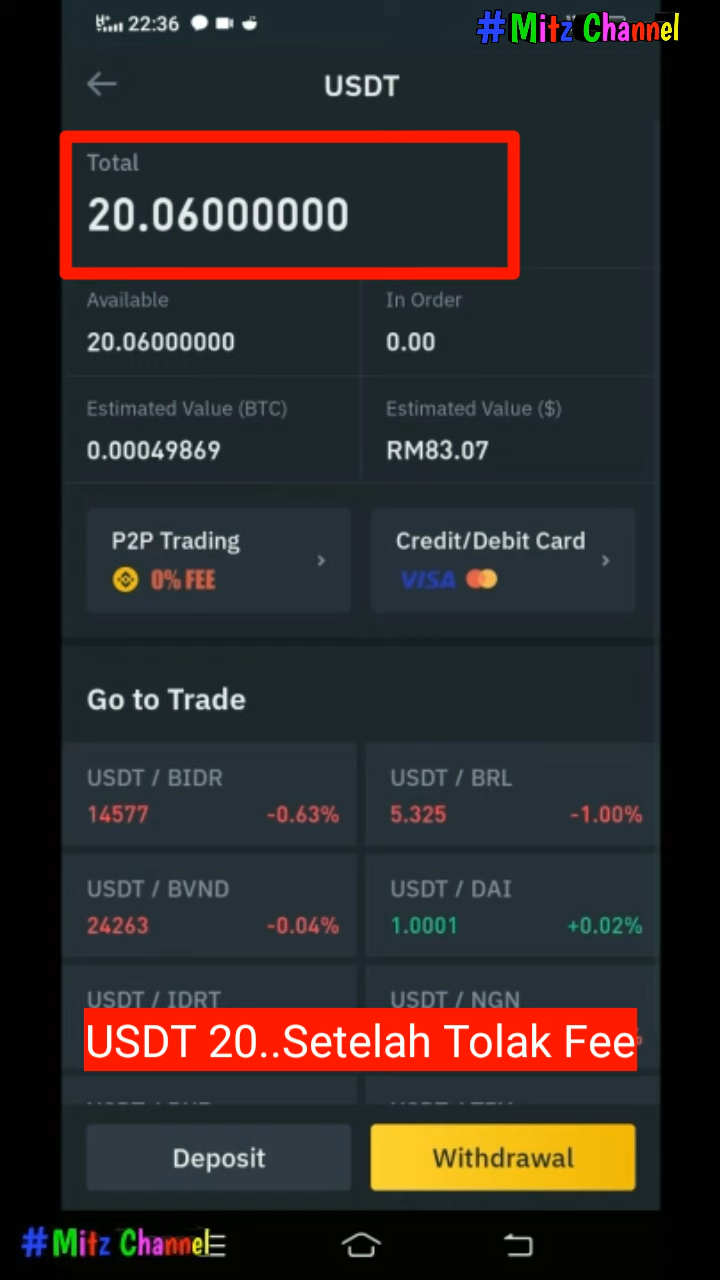 22:36
#Mitz Channel
USDT
Total
20.06000000
Available
In Order
20.06000000
0.00
Estimated Value (BTC)
Estimated Value ($)
0.00049869
RM83.07
P2P Trading
Credit/Debit Card
0% FEE
VISA
Go to Trade
USDT / BIDR
USDT / BRL
14577 -0.63%
5.325 -1.00%
USDT / BVND
USDT / DAI
24263 -0.04%
1.0001 +0.02%
USDT / IDRT
USDT / NGN
USDT 20..Setelah Tolak Fee
Deposit
Withdrawal
#Mitz Channel